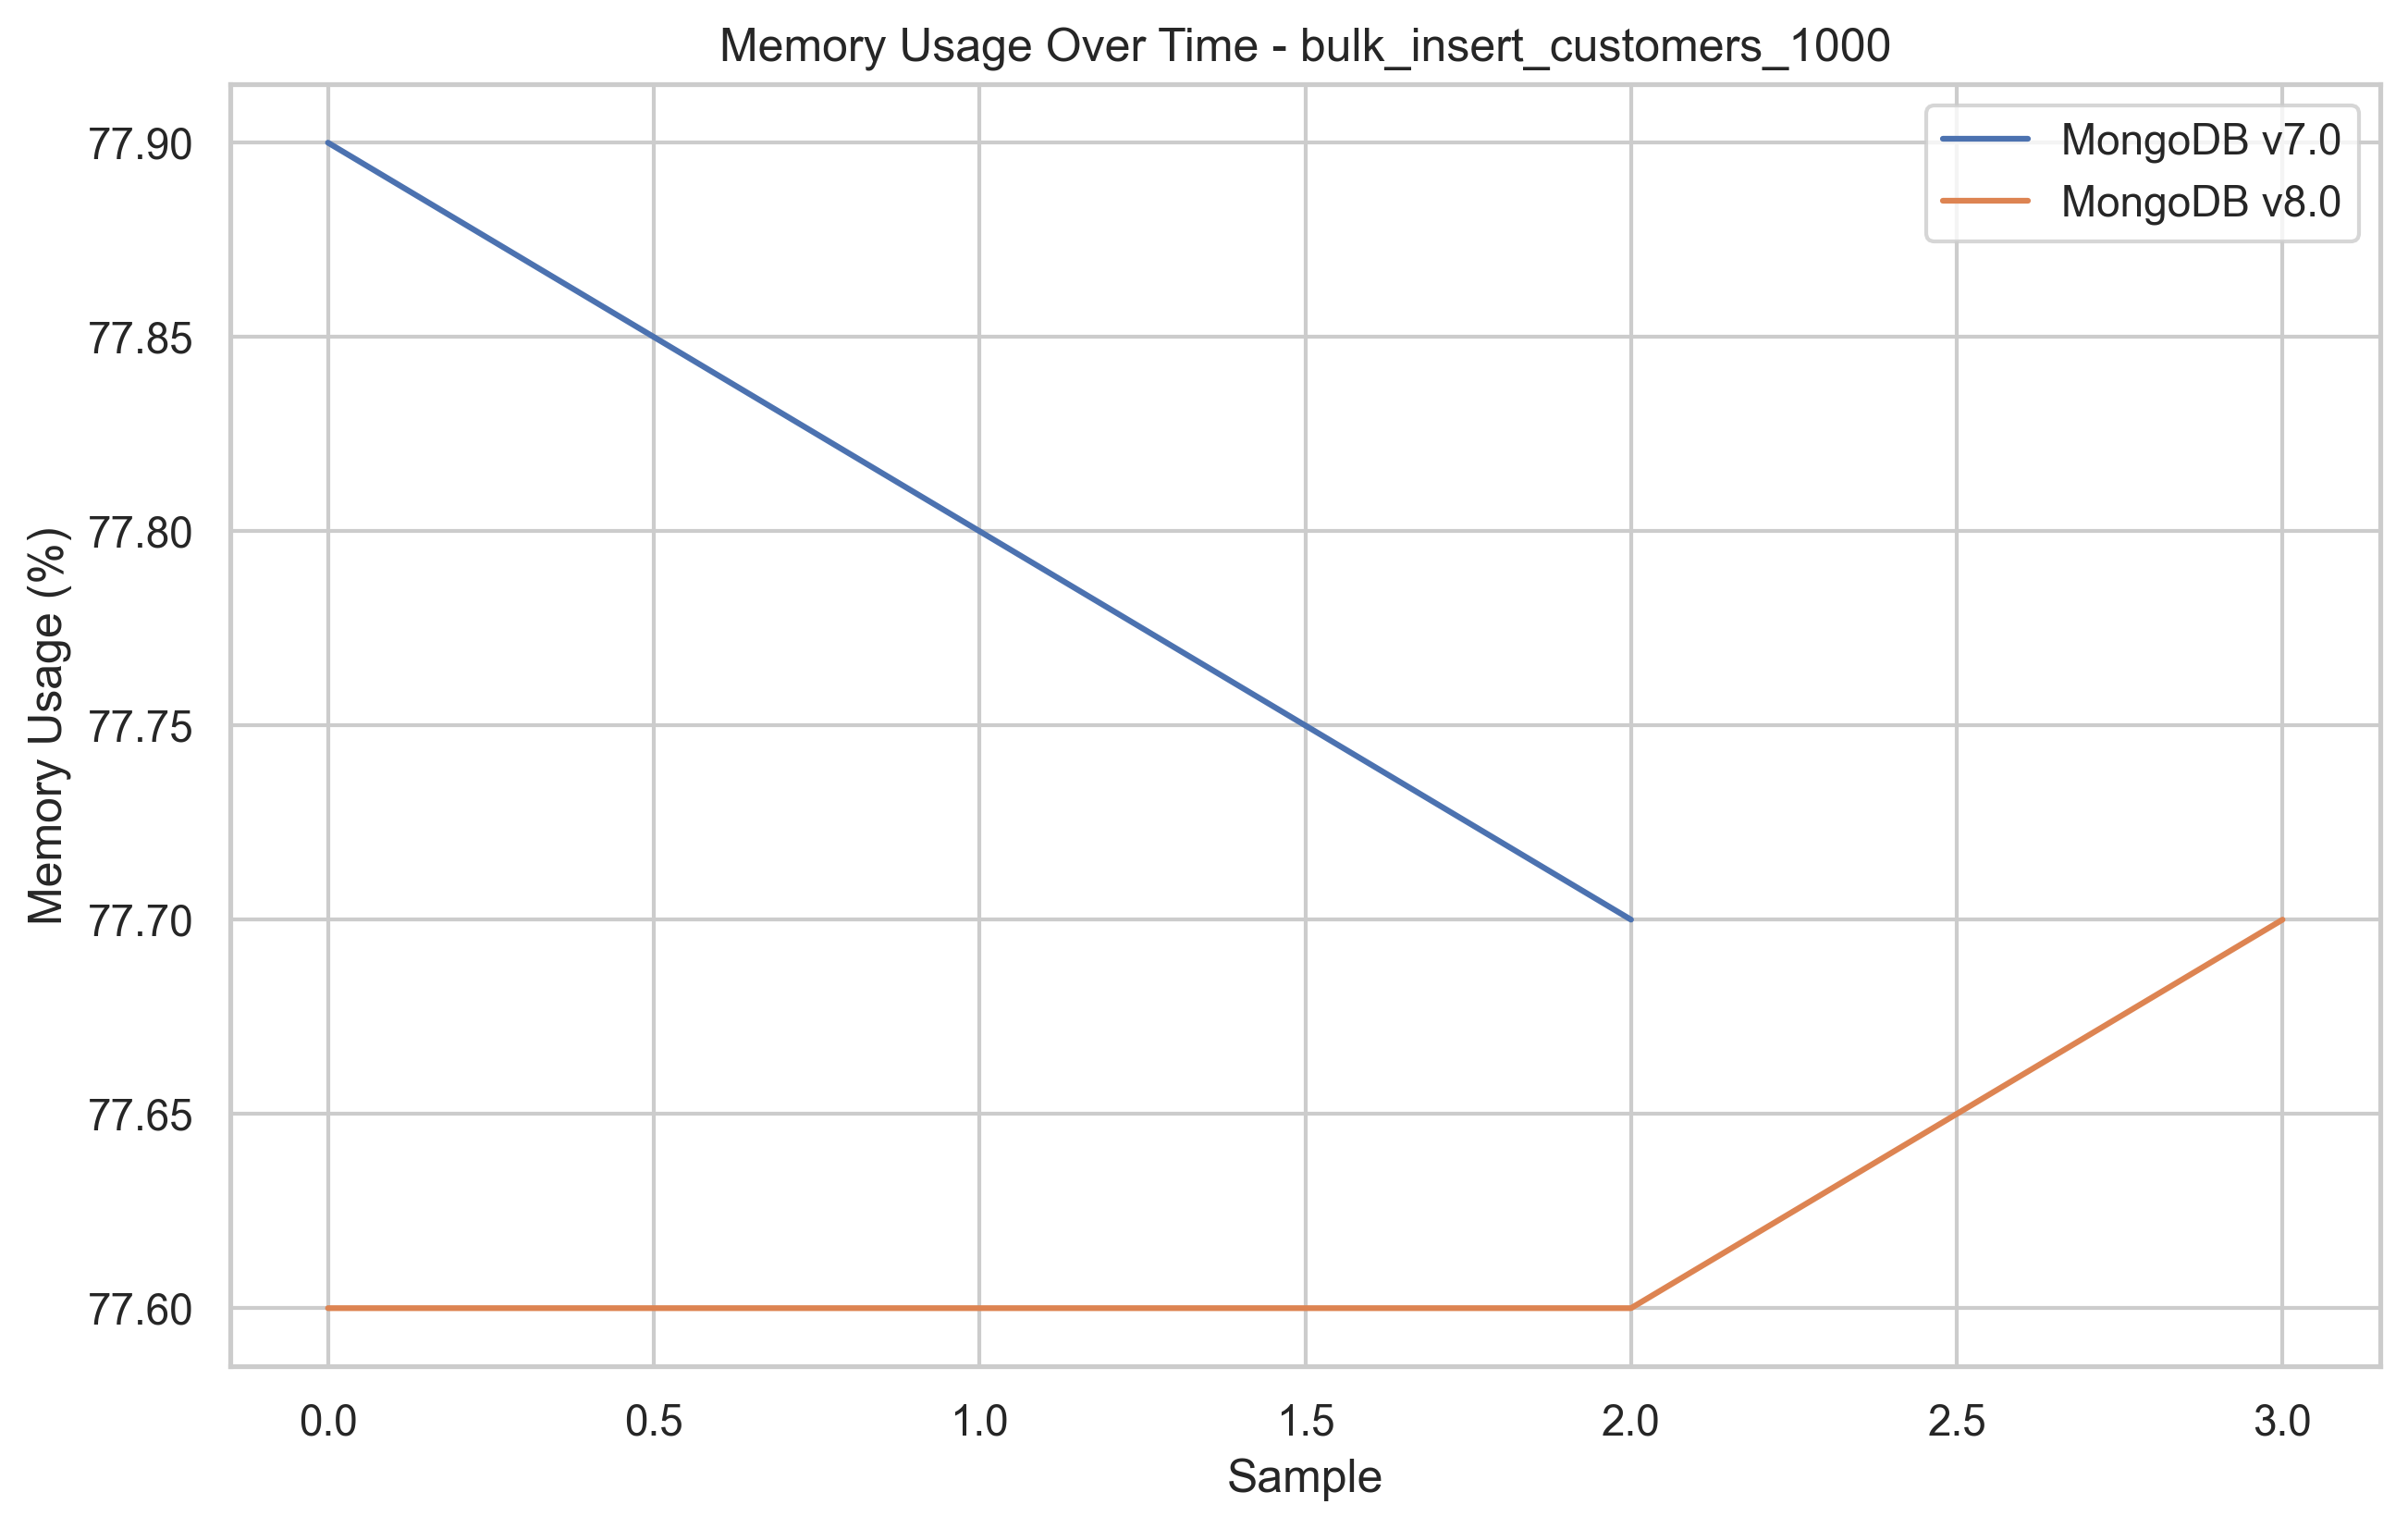 Memory Usage Over Time - bulk_insert_customers_1000
MongoDB v7.0
MongoDB v8.0
Memory Usage (%)
77.90
77.85
77.80
77.75
77.70
77.65
77.60
0.0 0.5 1.0 1.5 2.0 2.5 3.0
Sample